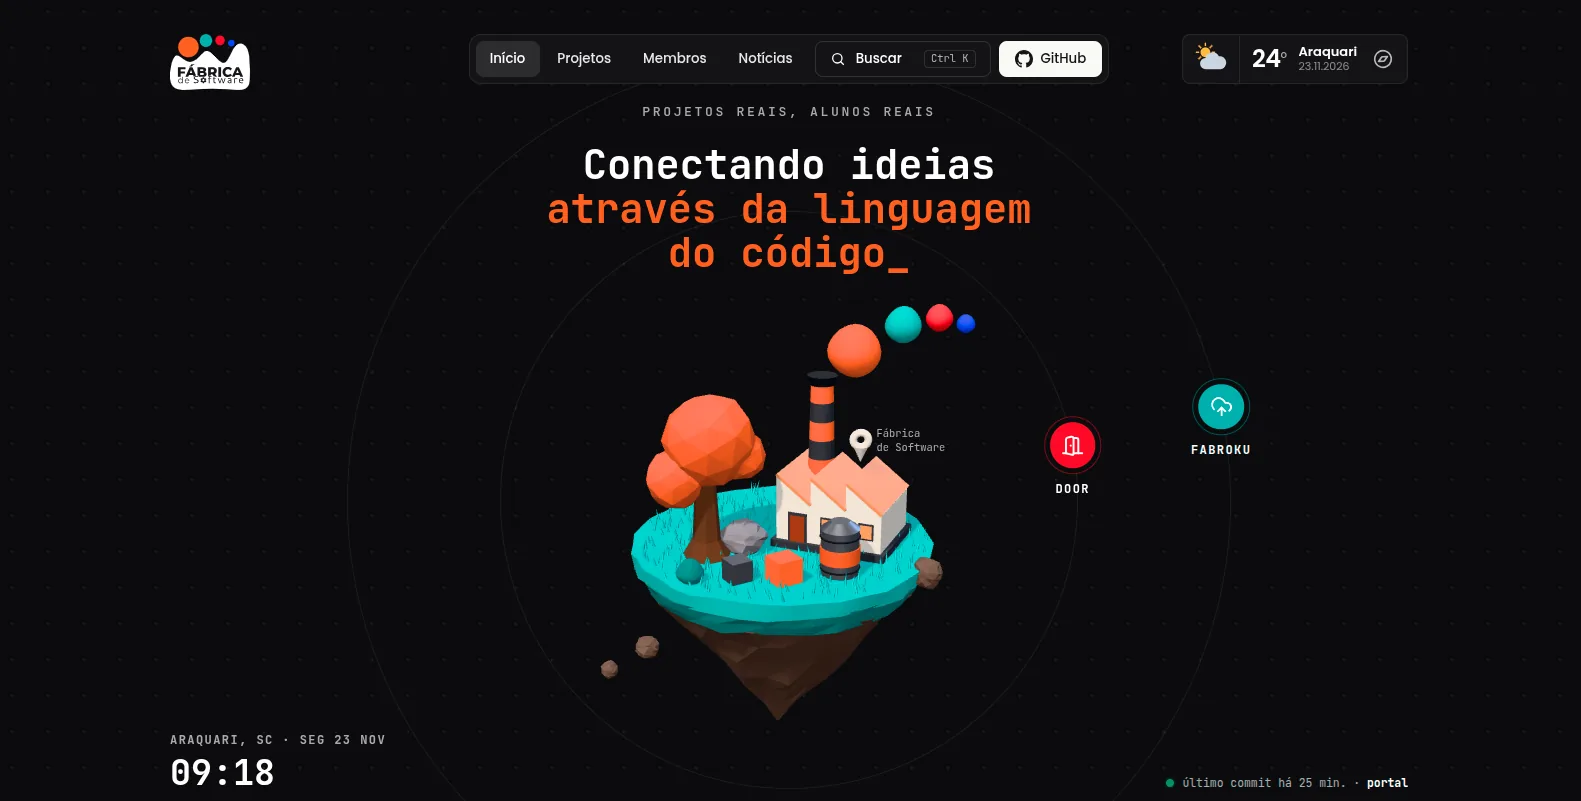 FÁBRICA
de Software
Início
Projetos
Membros
Notícias
Buscar
Ctrl K
GitHub
24°
Araquari
23.11.2026
PROJETOS REAIS, ALUNOS REAIS
Conectando ideias
através da linguagem
do código_
Fábrica
de Software
DOOR
FABROKU
ARAQUARI, SC · SEG 23 NOV
09:18
último commit há 25 min. · portal